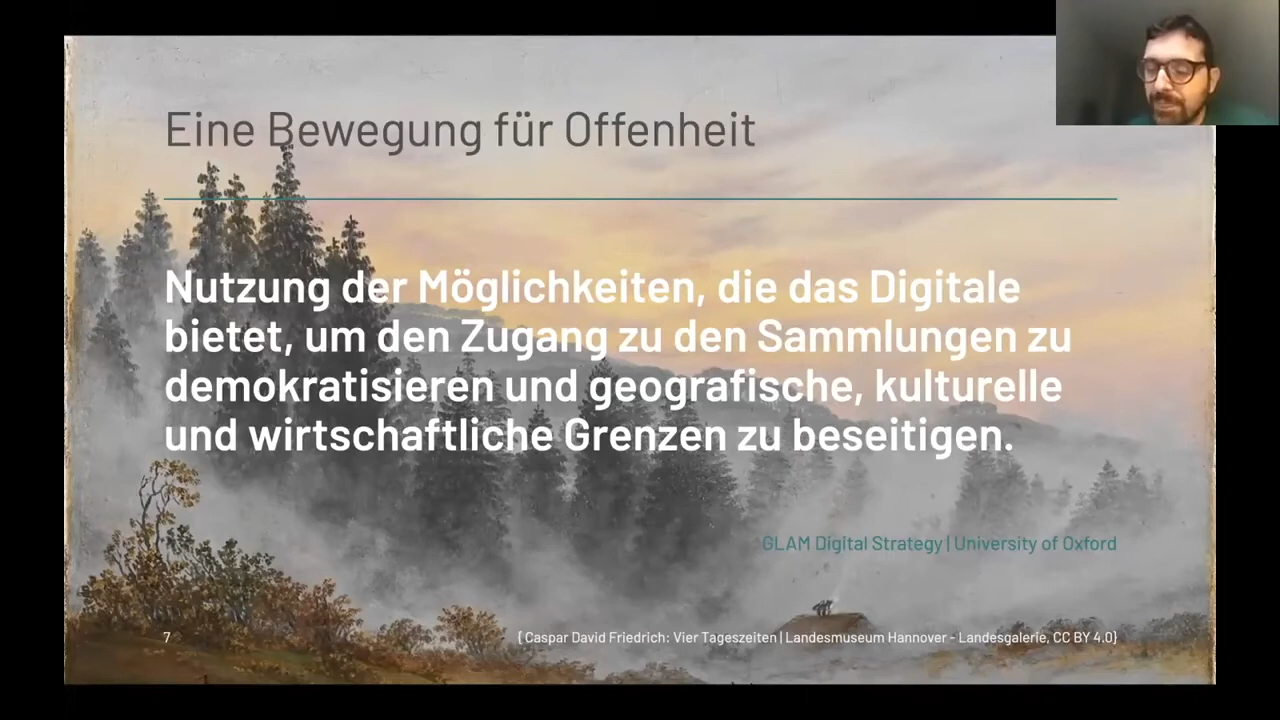 Eine Bewegung für Offenheit
Nutzung der Möglichkeiten, die das Digitale
bietet, um den Zugang zu den Sammlungen zu
demokratisieren und geografische, kulturelle
und wirtschaftliche Grenzen zu beseitigen.
GLAM Digital Strategy | University of Oxford
7
{ Caspar David Friedrich: Vier Tageszeiten | Landesmuseum Hannover - Landesgalerie, CC BY 4.0}